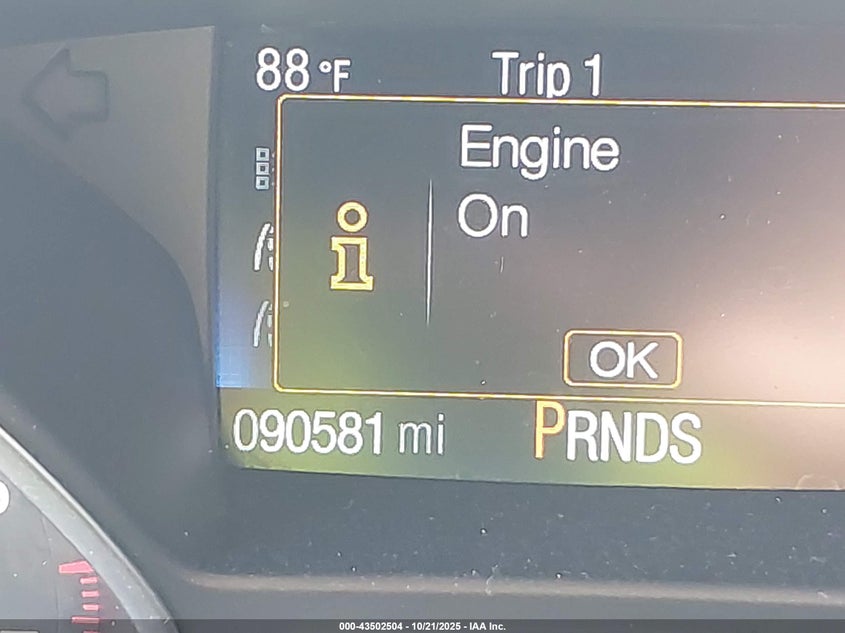 88 °F Trip 1
Engine
On
OK
090581 mi PRNDS
000-43502504 - 10/21/2025 - IAA Inc.